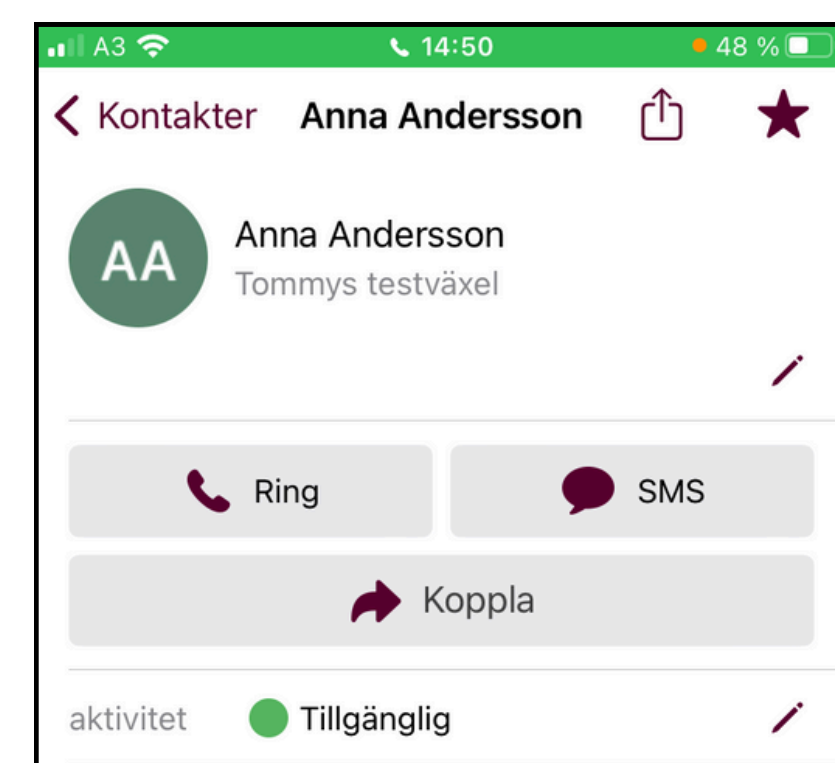 A3 14:50 48 %
Kontakter Anna Andersson
AA
Anna Andersson
Tommys testväxel
Ring SMS
Koppla
aktivitet Tillgänglig